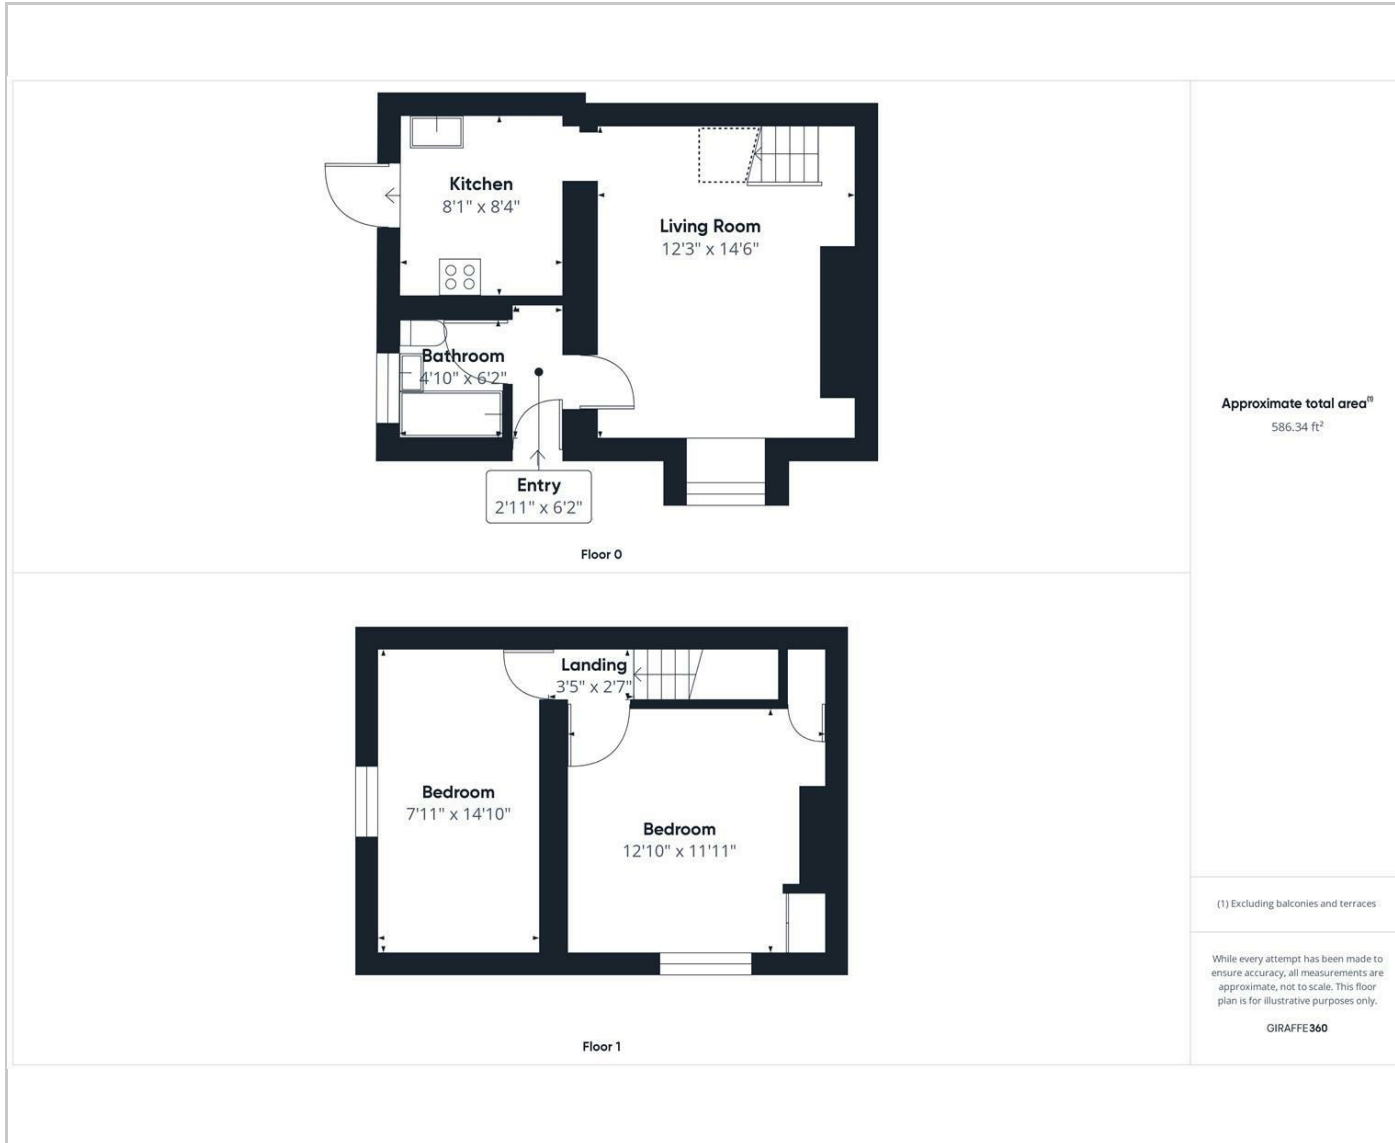 Kitchen
8'1" x 8'4"
Living Room
12'3" x 14'6"
Bathroom
4'10" x 6'2"
Entry
2'11" x 6'2"
Floor 0
Landing
3'5" x 2'7"
Bedroom
7'11" x 14'10"
Bedroom
12'10" x 11'11"
Floor 1
Approximate total area(1)
586.34 ft²
(1) Excluding balconies and terraces
While every attempt has been made to
ensure accuracy, all measurements are
approximate, not to scale. This floor
plan is for illustrative purposes only.
GIRAFFE360